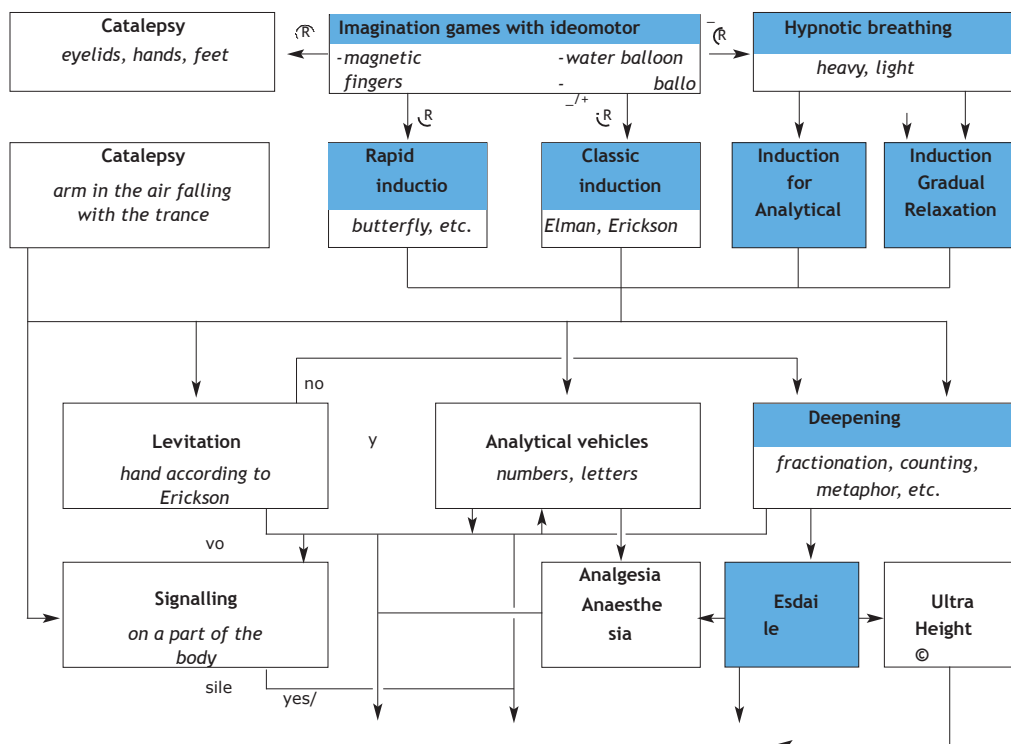 Catalepsy
eyelids, hands, feet
R
Imagination games with ideomotor
-magnetic
fingers
-water balloon
- ballo
_/+
R
R
_
R
Hypnotic breathing
heavy, light
Catalepsy
arm in the air falling
with the trance
Rapid
inductio
butterfly, etc.
Classic
induction
Elman, Erickson
Induction
for
Analytical
Induction
Gradual
Relaxation
no
Levitation
hand according to
Erickson
y
Analytical vehicles
numbers, letters
Deepening
fractionation, counting,
metaphor, etc.
vo
Signalling
on a part of the
body
Analgesia
Anaesthe
sia
Esdai
le
Ultra
Height
©
sile
yes/